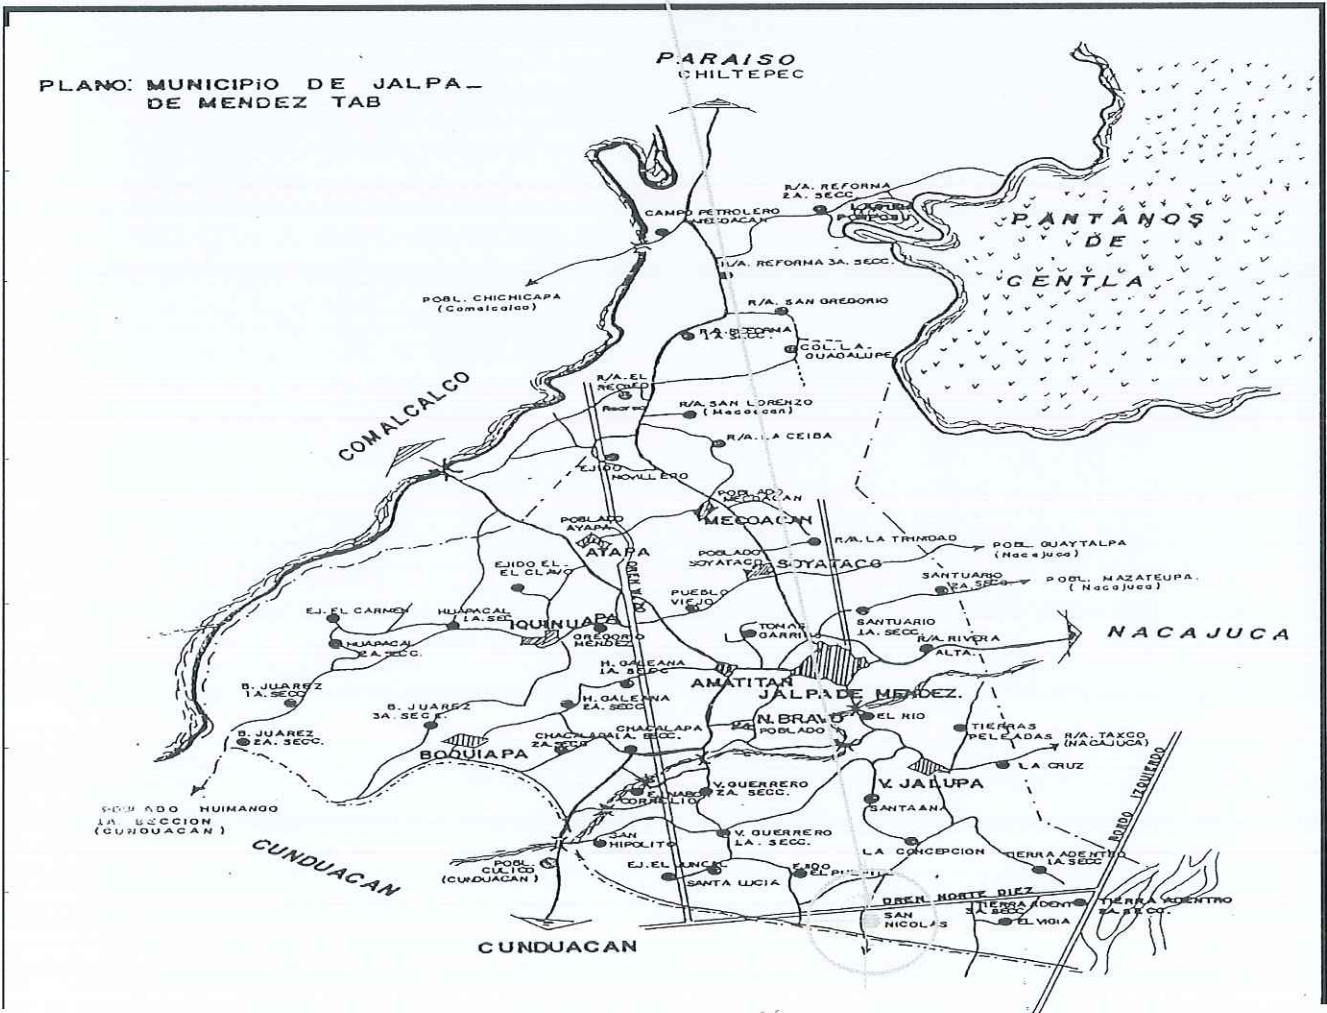 PLANO: MUNICIPiO DE JALPA_
DE MENDEZ TAB
PARAISO
CHILTEPEC
R/A. REFORMA
2A. SECC.
CAMPO PETROLERO
MECOACAN
PANTANOS
DE
CENTLA
R/A. REFORMA 3A. SECC.
POBL. CHICHICAPA
(Comalcalco)
R/A. SAN GREGORIO
R/A. REFORMA
1A. SECC.
COL. LA
GUADALUPE
R/A. EL
RECREO
COMALCALCO
R/A. SAN LORENZO
(Mecoacan)
R/A. LA CEIBA
EJIDO
NOVILLERO
POBLADO
MECOACAN
MECOACAN
POBLADO
AYAPA
AYAPA
R/A. LA TRINIDAD
POBL. GUAYTALPA
(Nacajuca)
POBLADO
SOYATACO
SOYATACO
EJIDO EL
EL CLAVO
DREN
SANTUARIO
2A. SECC
POBL. MAZATEUPA.
(Nacajuca)
PUEBLO
VIEJO
EJ. EL CARMEN
HUAPACAL
1A. SEC
IQUINUAPA
GREGORIO
MENDEZ
TOMAS
GARRIDO
SANTUARIO
1A. SECC.
R/A. RIVERA
ALTA.
NACAJUCA
HUAPACAL
2A. SECC.
H. GALEANA
1A. SECC
AMATITAN
JALPA DE MENDEZ.
B. JUAREZ
1A. SECC
H. GALEANA
2A. SECC
B. JUAREZ
3A. SECC.
N. BRAVO
POBLADO
EL RIO
TIERRAS
PELEADAS
R/A. TAXCO
(NACAJUCA)
B. JUAREZ
2A. SECC.
CHACALAPA
1A. SECC.
CHACALAPA
2A. SECC
BOQUIAPA
LA CRUZ
V. JALUPA
V. GUERRERO
2A. SECC.
SANTA ANA
BORDO IZQUIERDO
POBLADO HUIMANGO
1A. SECCION
(CUNDUACAN)
CUNDUACAN
SAN
HIPOLITO
V. GUERRERO
1A. SECC.
LA CONCEPCION
TIERRA ADENTRO
1A. SECC
POBL.
CULICO
(CUNDUACAN)
EJ. EL JUNCAL
SANTA LUCIA
DREN NORTE DIEZ
TIERRA ADENT
3A. SECC
TIERRA ADENTRO
2A. SECC.
SAN
NICOLAS
EL VIGIA
CUNDUACAN